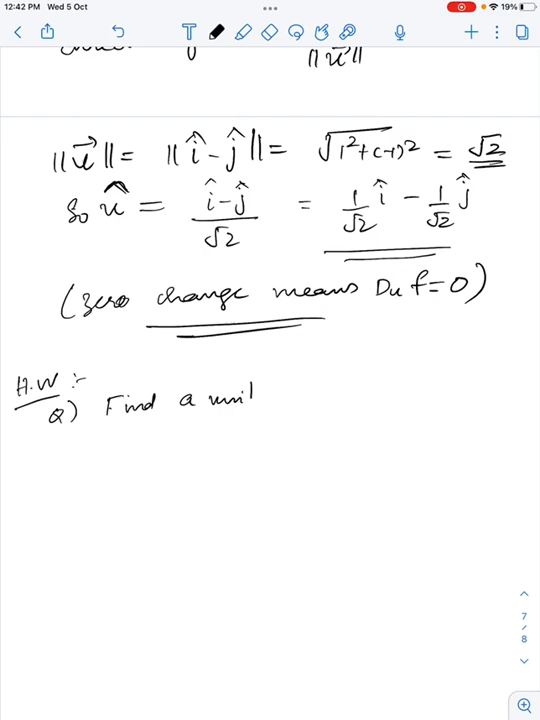 12:42 PM Wed 5 Oct
19%
||u⃗||
||u⃗|| = ||î - ĵ|| = √1²+(-1)² = √2
So û = î - ĵ / √2 = 1/√2 î - 1/√2 ĵ
(Zero change means Du f = 0)
H.W :-
Q) Find a unit
7/8